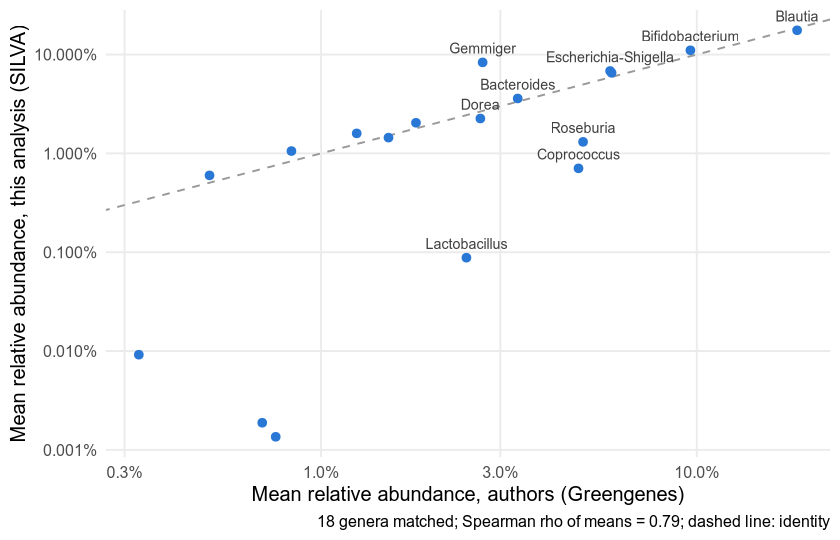 Blautia
Bifidobacterium
Gemmiger
Escherichia-Shigella
Bacteroides
Dorea
Roseburia
Coprococcus
Lactobacillus
10.000%
1.000%
0.100%
0.010%
0.001%
0.3%
1.0%
3.0%
10.0%
Mean relative abundance, this analysis (SILVA)
Mean relative abundance, authors (Greengenes)
18 genera matched; Spearman rho of means = 0.79; dashed line: identity